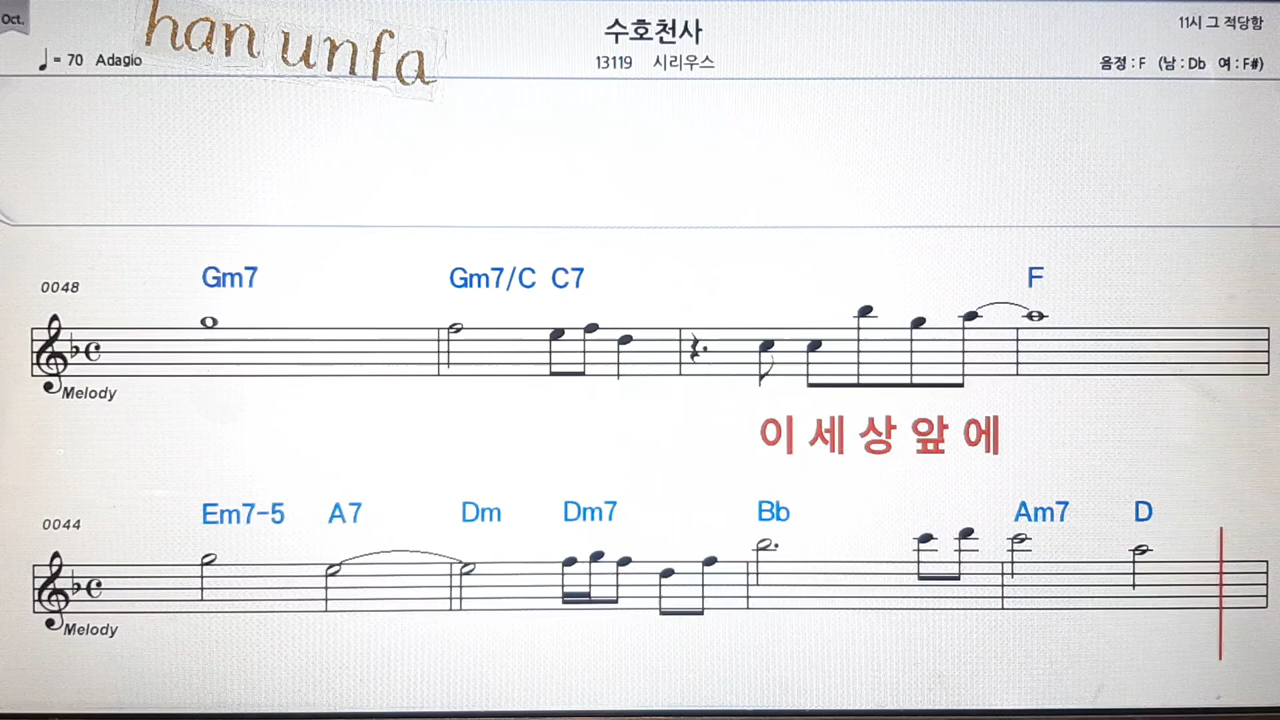 Oct.
han unfa
♩= 70 Adagio
수호천사
13119 시리우스
11시 그 적당함
음정 : F (남 : Db 여 : F#)
Gm7 Gm7/C C7 F
0048
Melody
이 세 상 앞 에
Em7-5 A7 Dm Dm7 Bb Am7 D
0044
Melody